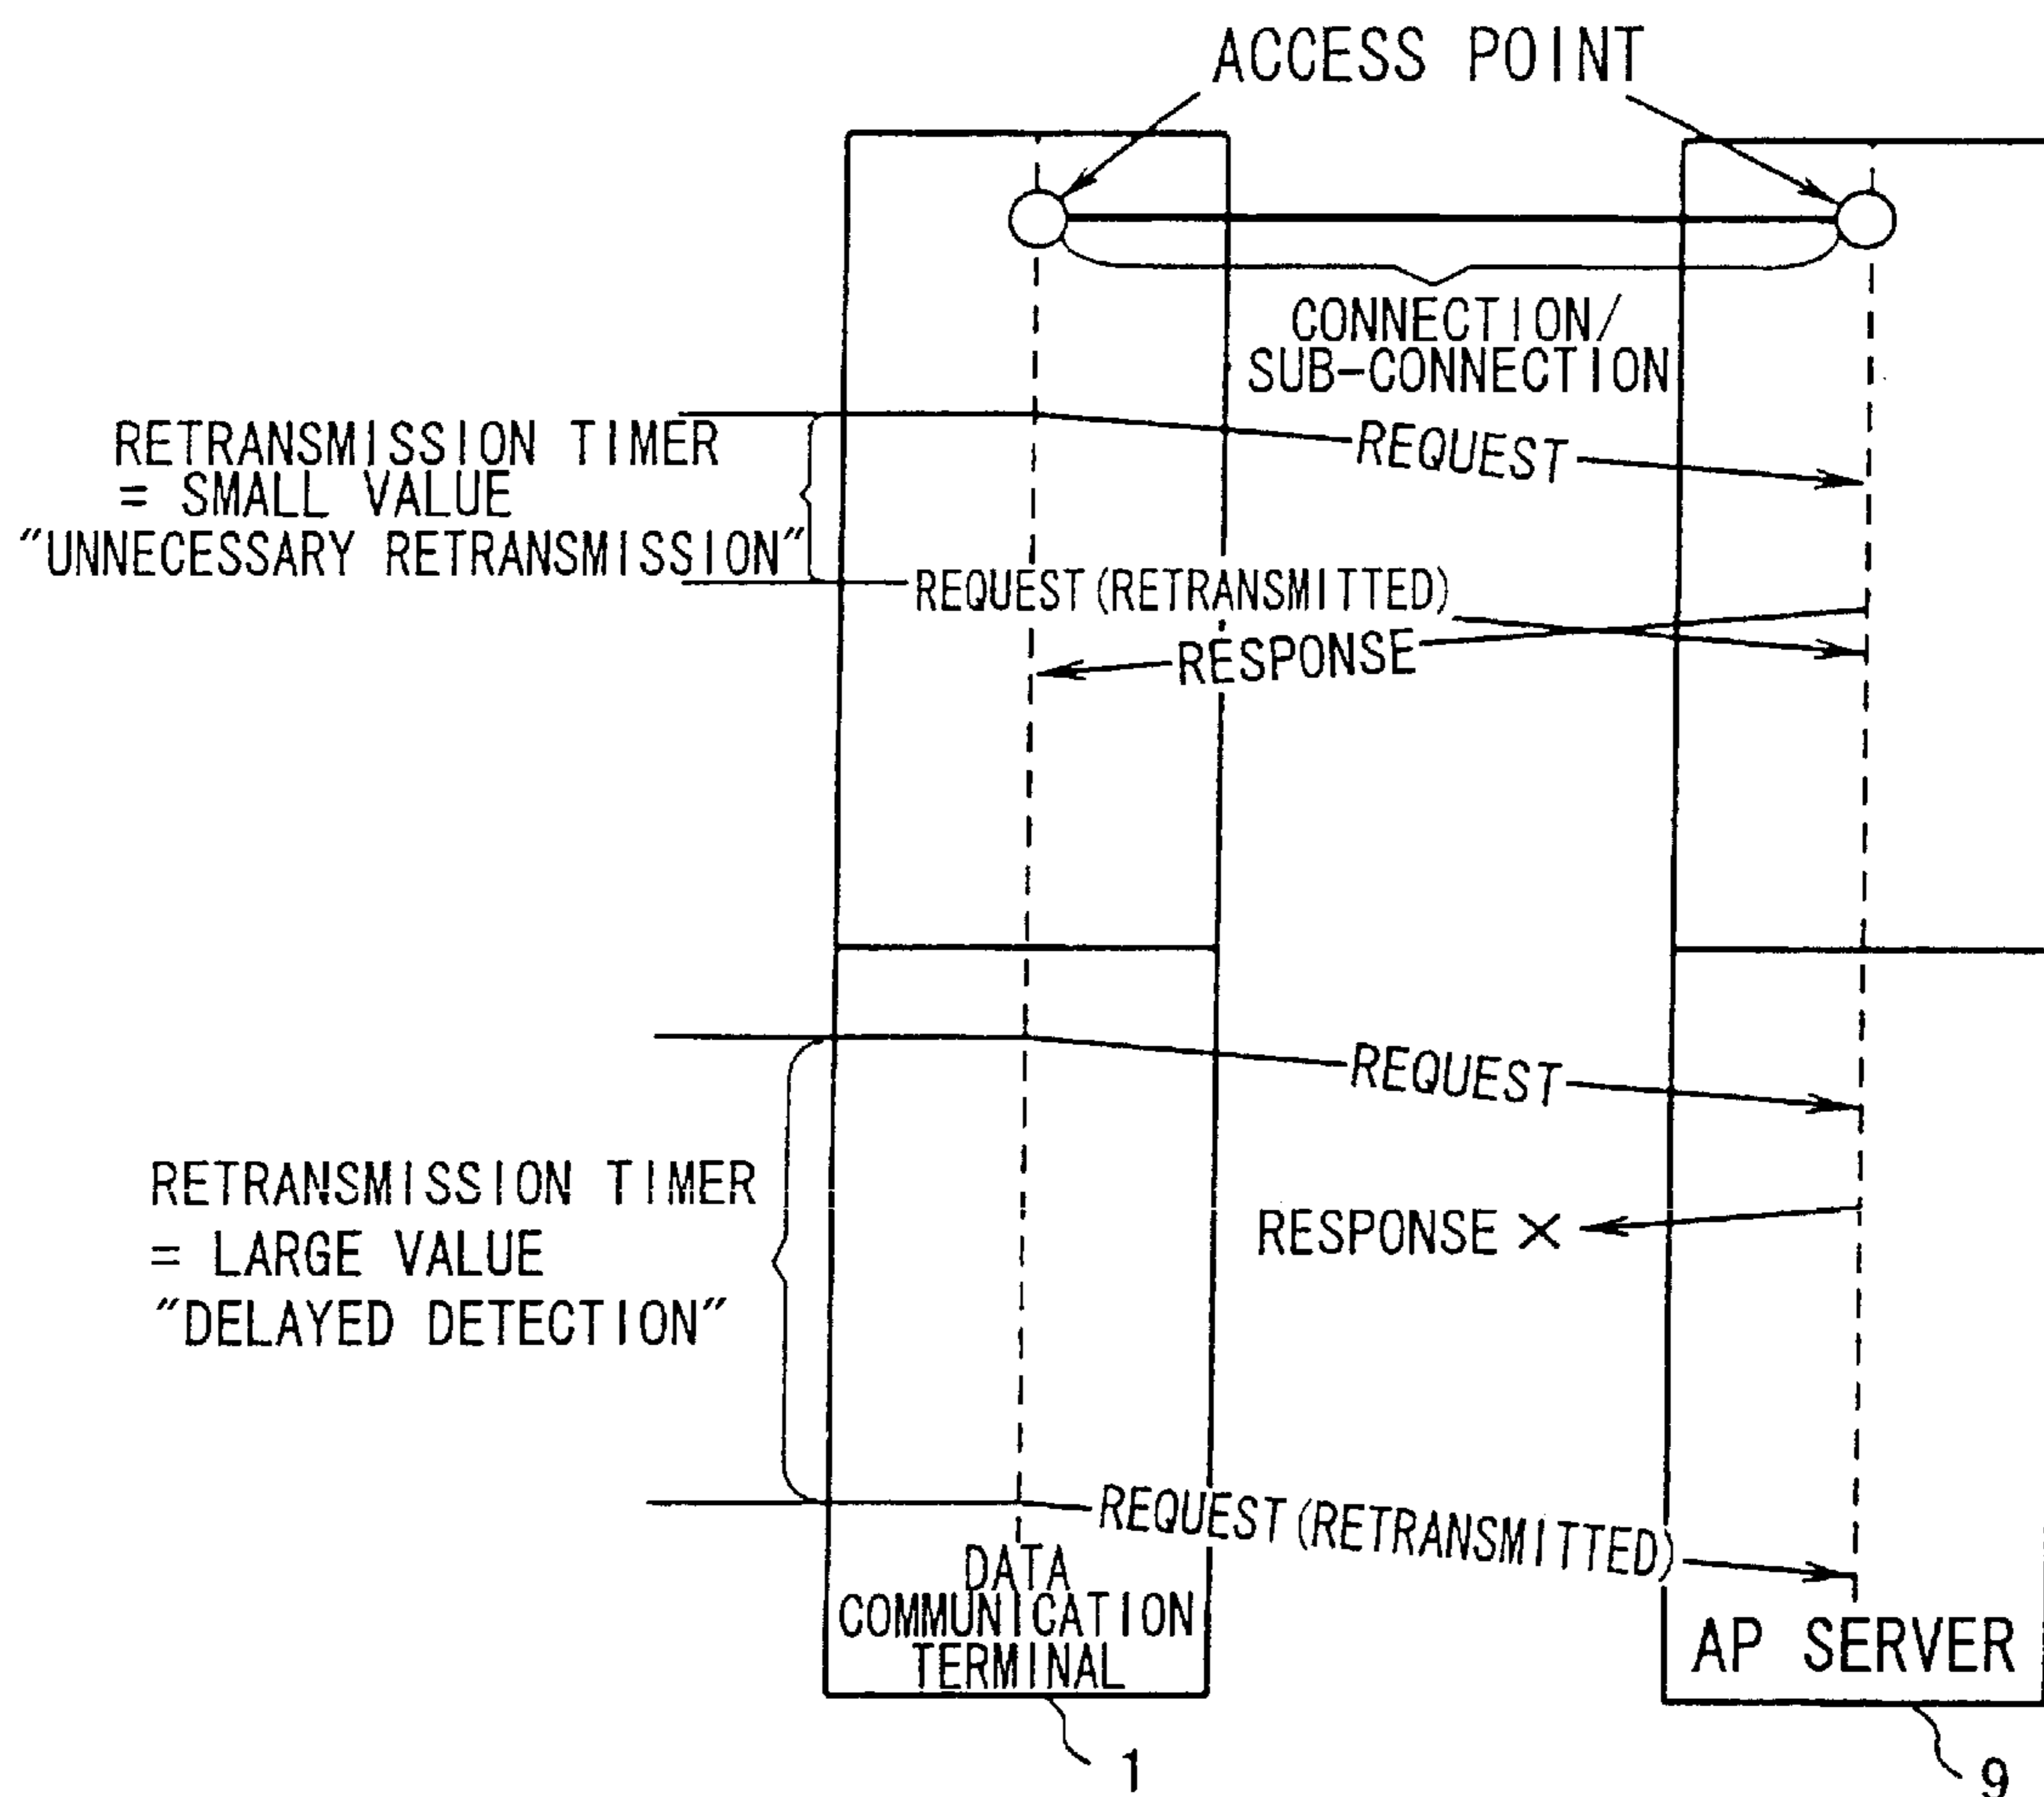 ACCESS POINT
CONNECTION/
SUB-CONNECTION
RETRANSMISSION TIMER
= SMALL VALUE
"UNNECESSARY RETRANSMISSION"
REQUEST
REQUEST (RETRANSMITTED)
RESPONSE
REQUEST
RETRANSMISSION TIMER
= LARGE VALUE
"DELAYED DETECTION"
RESPONSE ×
REQUEST (RETRANSMITTED)
DATA
COMMUNICATION
TERMINAL
AP SERVER
1
9